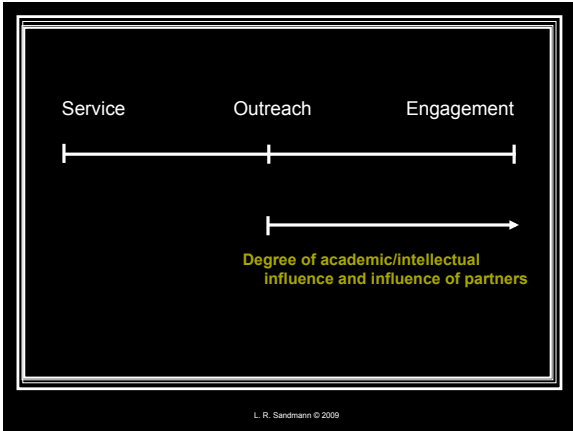 Service Outreach Engagement
Degree of academic/intellectual
influence and influence of partners
L. R. Sandmann © 2009